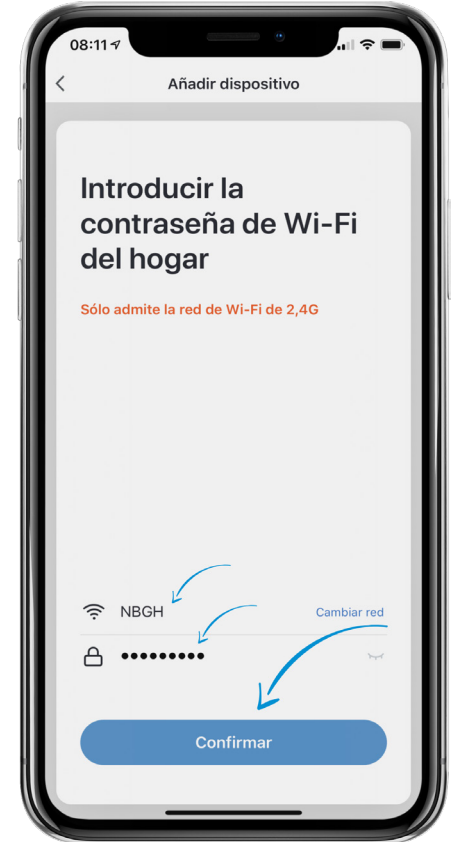 08:11
Añadir dispositivo
Introducir la
contraseña de Wi-Fi
del hogar
Sólo admite la red de Wi-Fi de 2,4G
NBGH
Cambiar red
•••••••••
Confirmar